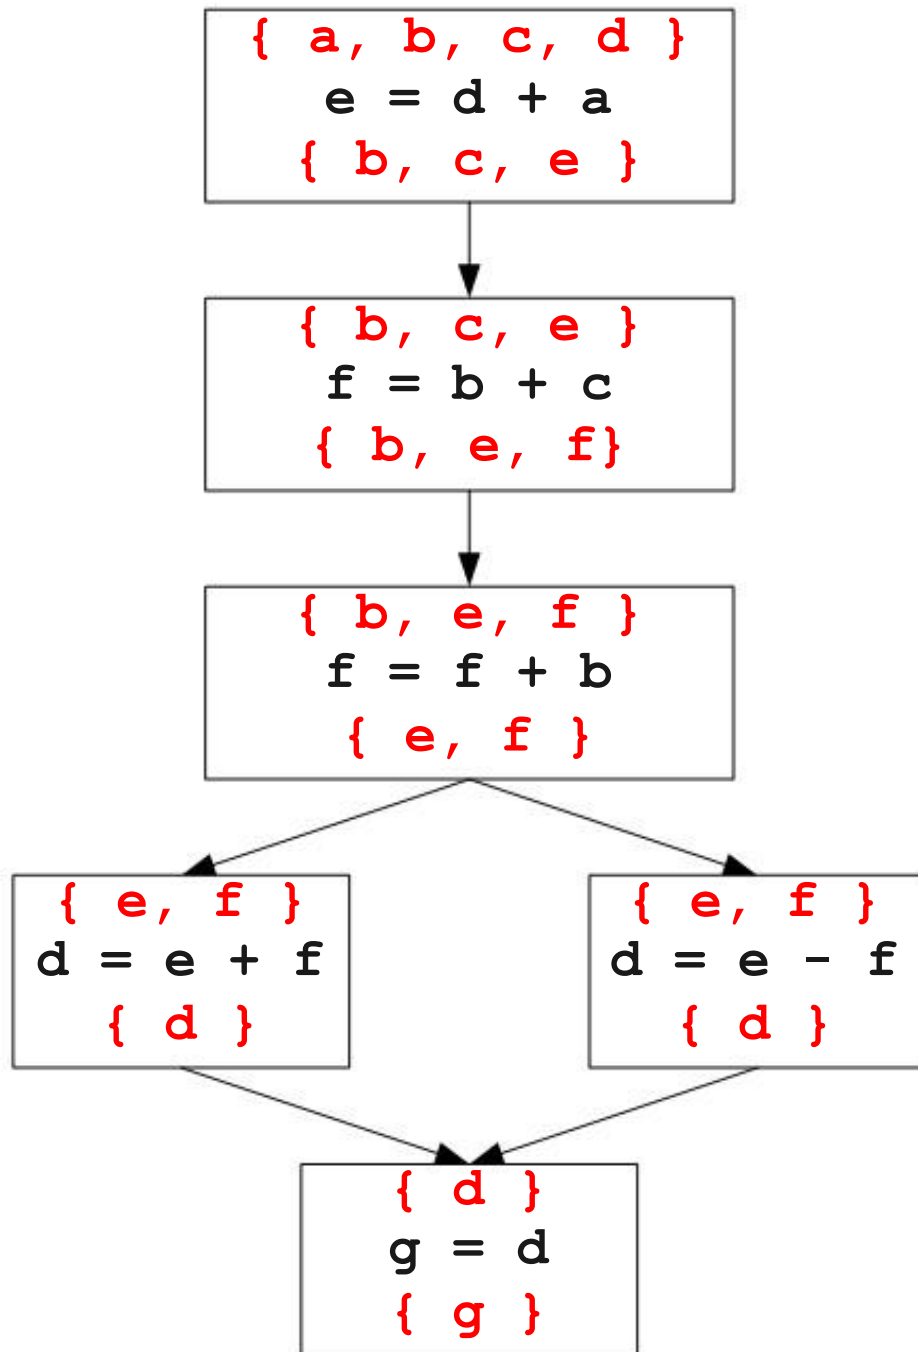 { a, b, c, d }
e = d + a
{ b, c, e }
{ b, c, e }
f = b + c
{ b, e, f}
{ b, e, f }
f = f + b
{ e, f }
{ e, f }
d = e + f
{ d }
{ e, f }
d = e - f
{ d }
{ d }
g = d
{ g }